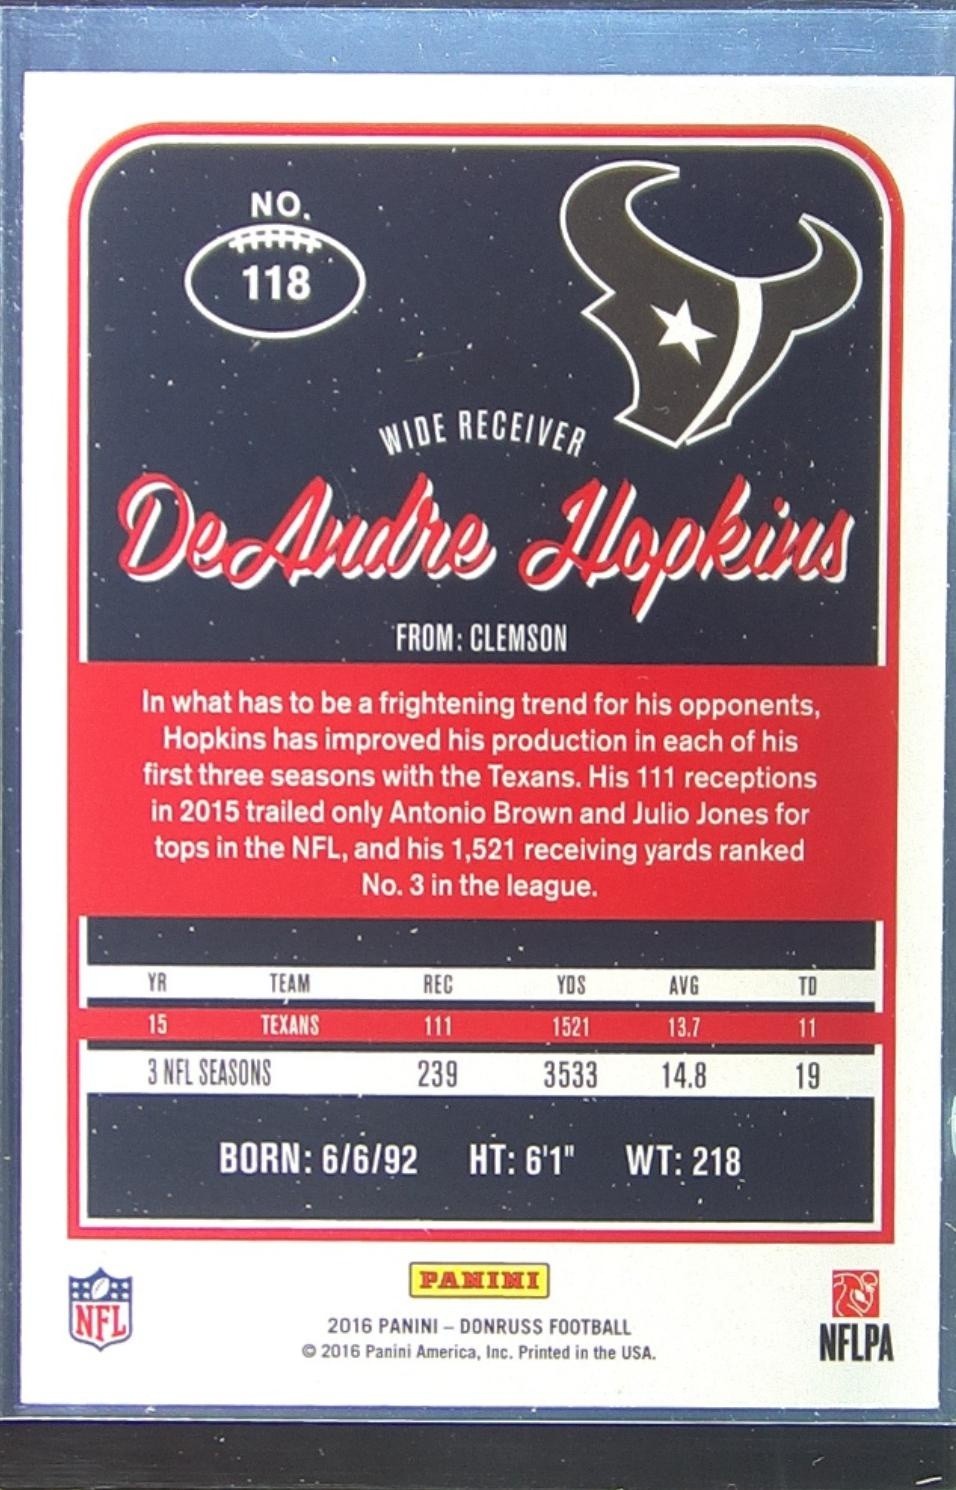 NO.
118
WIDE RECEIVER
DeAndre Hopkins
FROM: CLEMSON
In what has to be a frightening trend for his opponents,
Hopkins has improved his production in each of his
first three seasons with the Texans. His 111 receptions
in 2015 trailed only Antonio Brown and Julio Jones for
tops in the NFL, and his 1,521 receiving yards ranked
No. 3 in the league.
YR TEAM REC YDS AVG TD
15 TEXANS 111 1521 13.7 11
3 NFL SEASONS 239 3533 14.8 19
BORN: 6/6/92 HT: 6'1" WT: 218
NFL
PANINI
2016 PANINI – DONRUSS FOOTBALL
© 2016 Panini America, Inc. Printed in the USA.
NFLPA